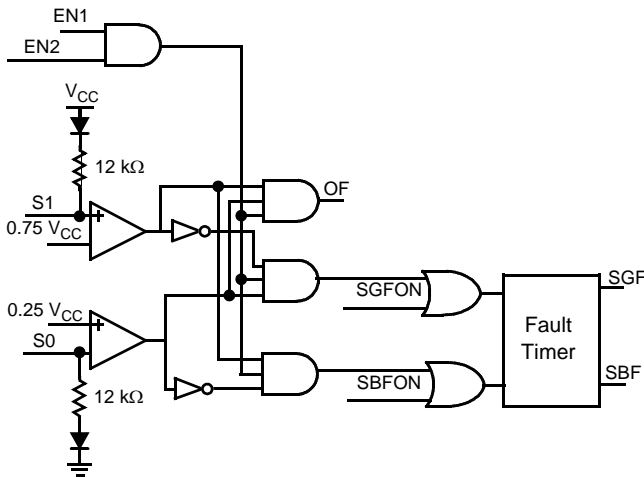 EN1
EN2
VCC
12 kΩ
S1
+
0.75 VCC
OF
0.25 VCC
+
S0
12 kΩ
SGFON
SGF
Fault
Timer
SBFON
SBF